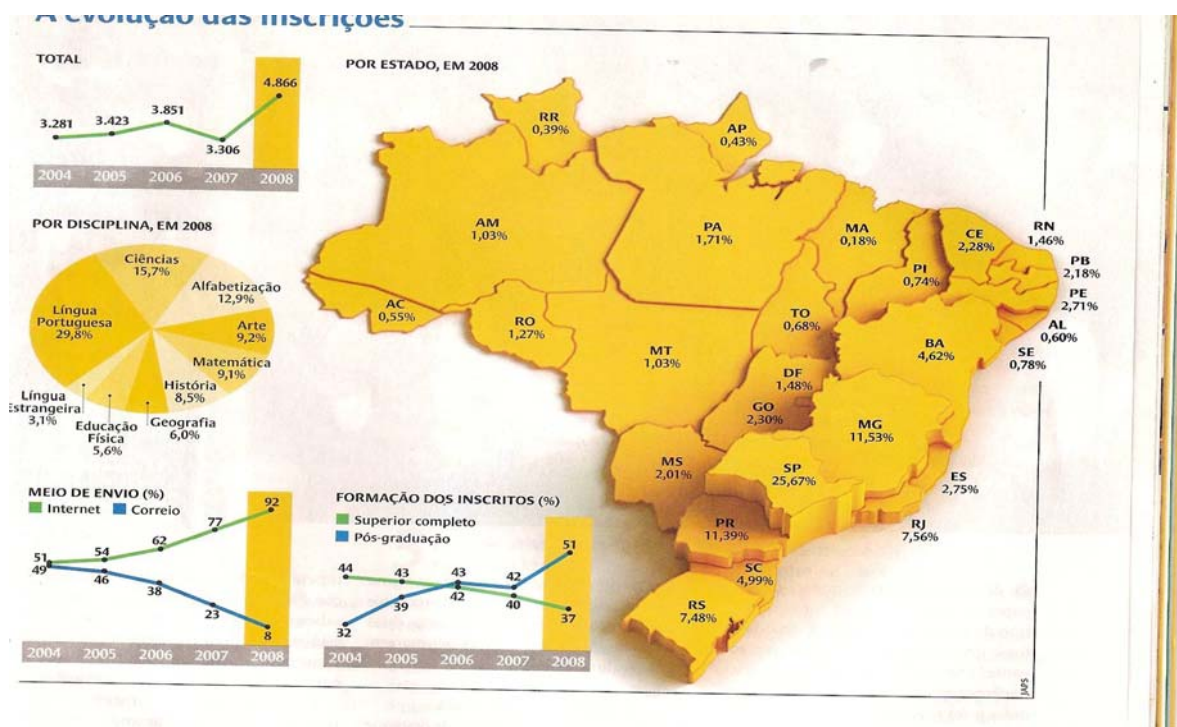 A evolução das inscrições
TOTAL
3.281
3.423
3.851
3.306
4.866
2004 2005 2006 2007 2008
POR DISCIPLINA, EM 2008
Ciências
15,7%
Alfabetização
12,9%
Arte
9,2%
Matemática
9,1%
História
8,5%
Geografia
6,0%
Educação
Física
5,6%
Língua
Estrangeira
3,1%
Língua
Portuguesa
29,8%
MEIO DE ENVIO (%)
Internet Correio
51 54 62 77 92
49 46 38 23 8
2004 2005 2006 2007 2008
FORMAÇÃO DOS INSCRITOS (%)
Superior completo
Pós-graduação
44 43 43 42 51
32 39 42 40 37
2004 2005 2006 2007 2008
POR ESTADO, EM 2008
RR
0,39%
AP
0,43%
AM
1,03%
PA
1,71%
MA
0,18%
CE
2,28%
RN
1,46%
PB
2,18%
PE
2,71%
AL
0,60%
SE
0,78%
PI
0,74%
AC
0,55%
RO
1,27%
TO
0,68%
BA
4,62%
MT
1,03%
DF
1,48%
GO
2,30%
MG
11,53%
ES
2,75%
MS
2,01%
SP
25,67%
RJ
7,56%
PR
11,39%
SC
4,99%
RS
7,48%
JAPS